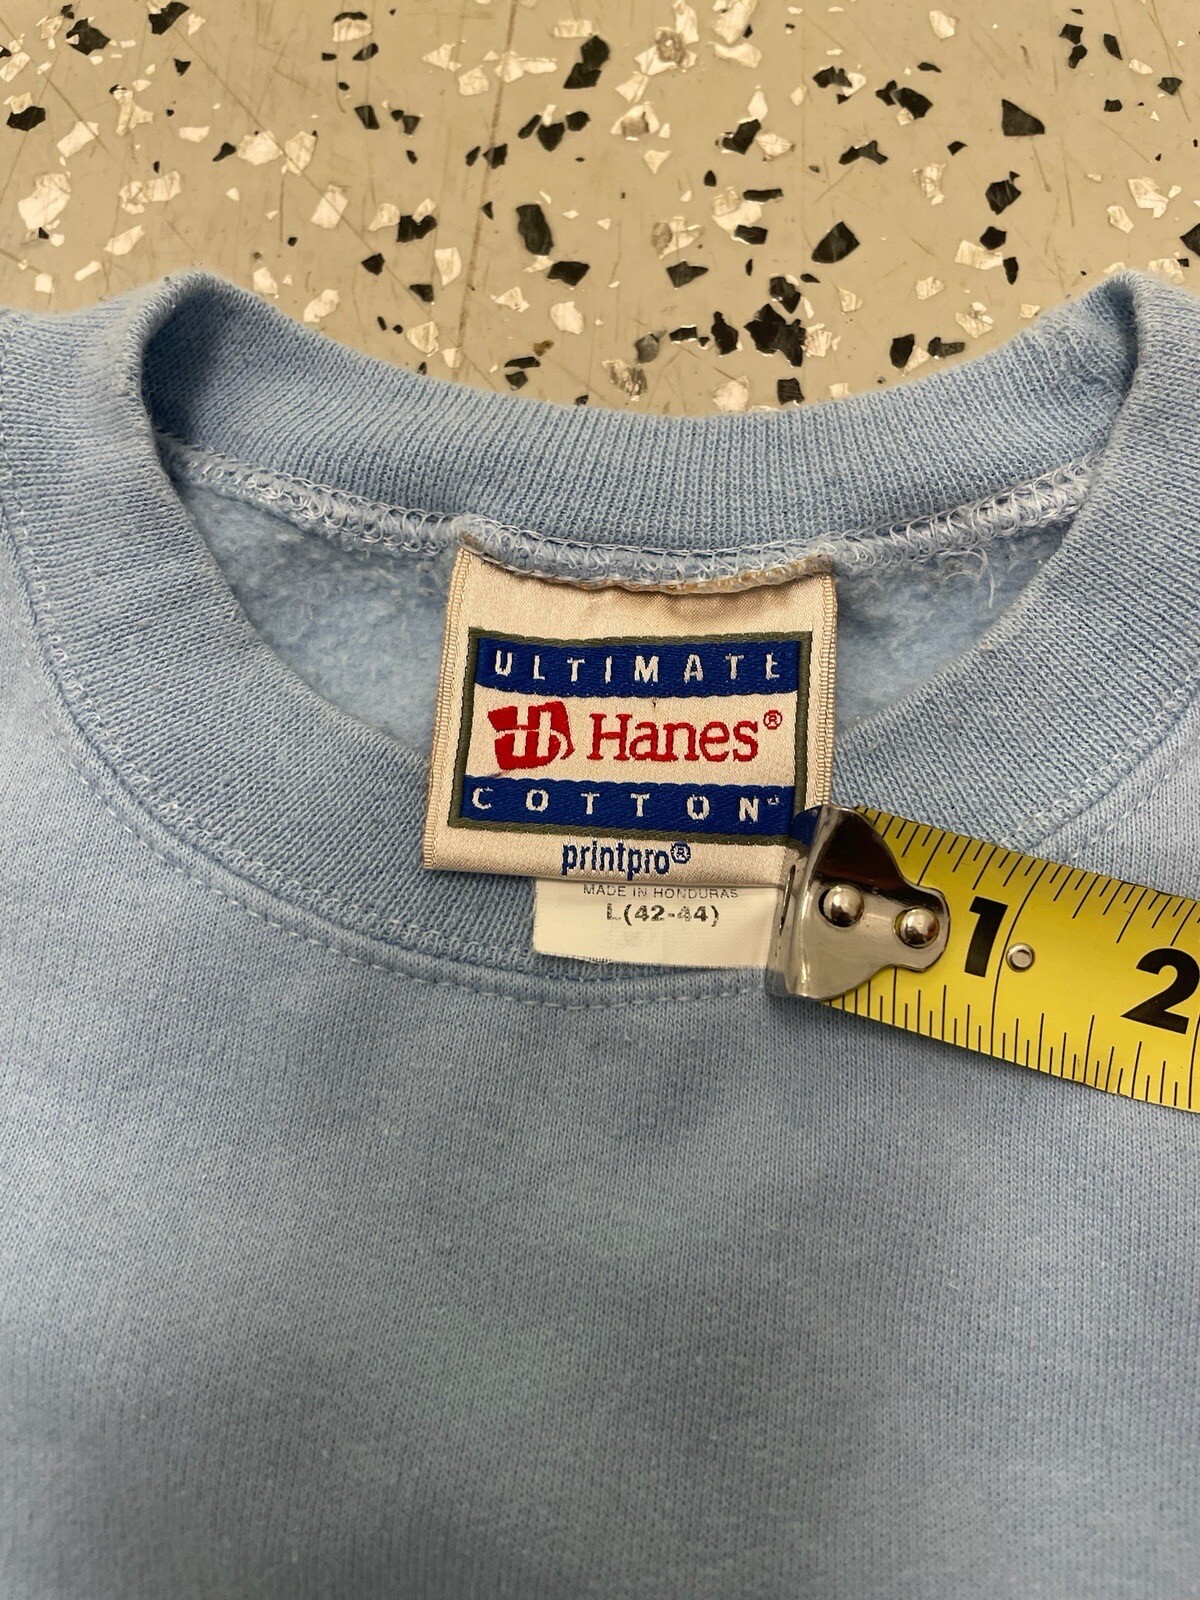 ULTIMATE
Hanes®
COTTON
printpro®
MADE IN HONDURAS
L(42-44)
1
2